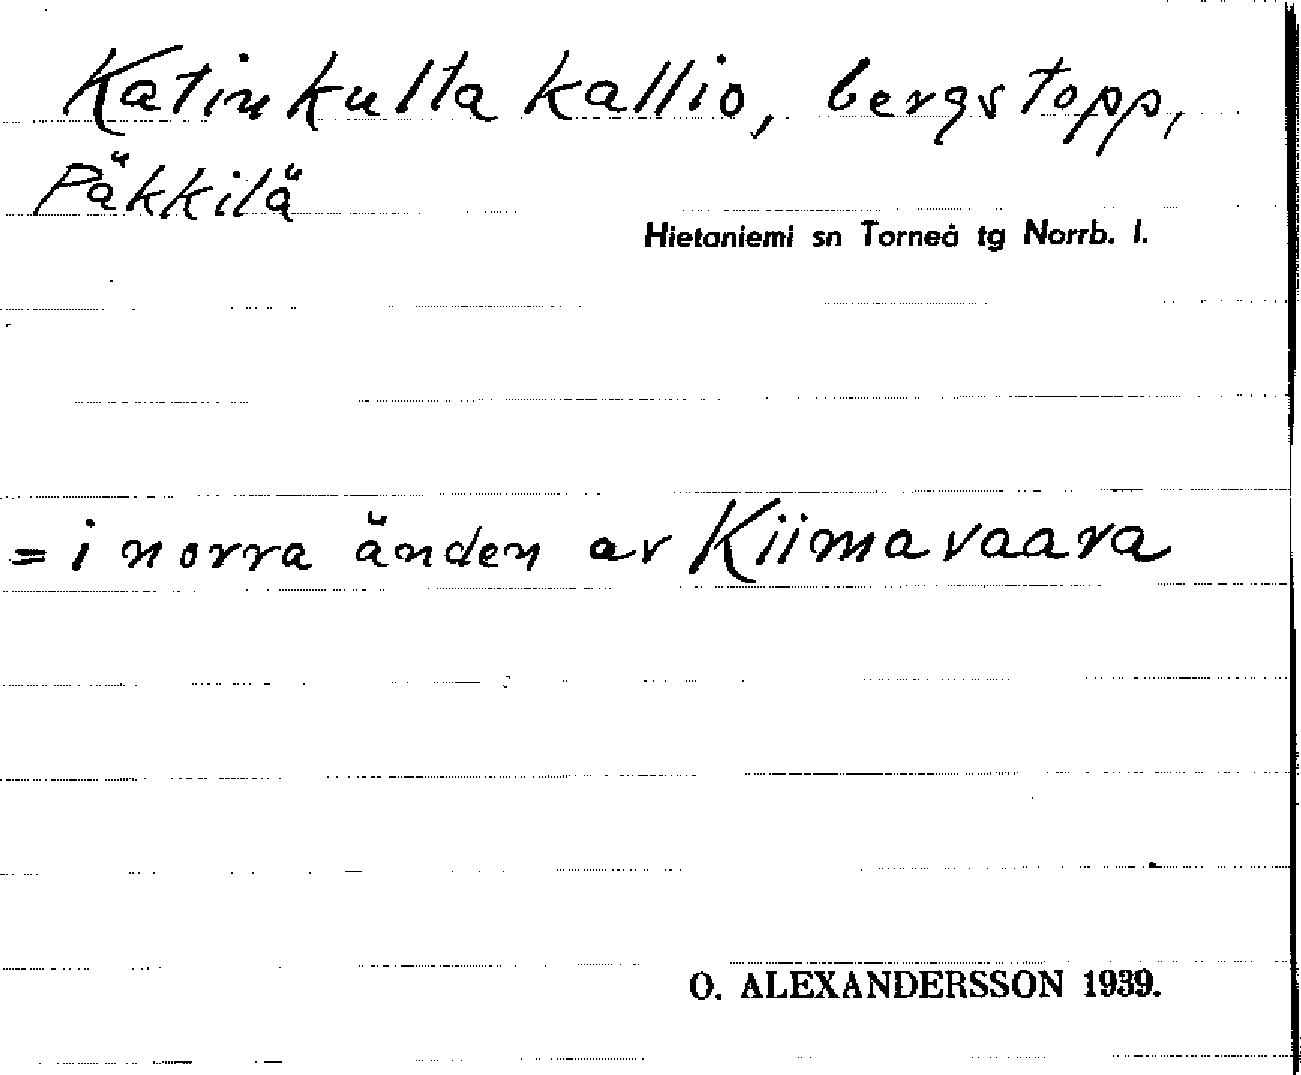 Katinkulta kallio, bergstopp,
Päkkilä
Hietaniemi sn Torneå tg Norrb. l.
= i norra änden av Kiimavaara
O. ALEXANDERSSON 1939.